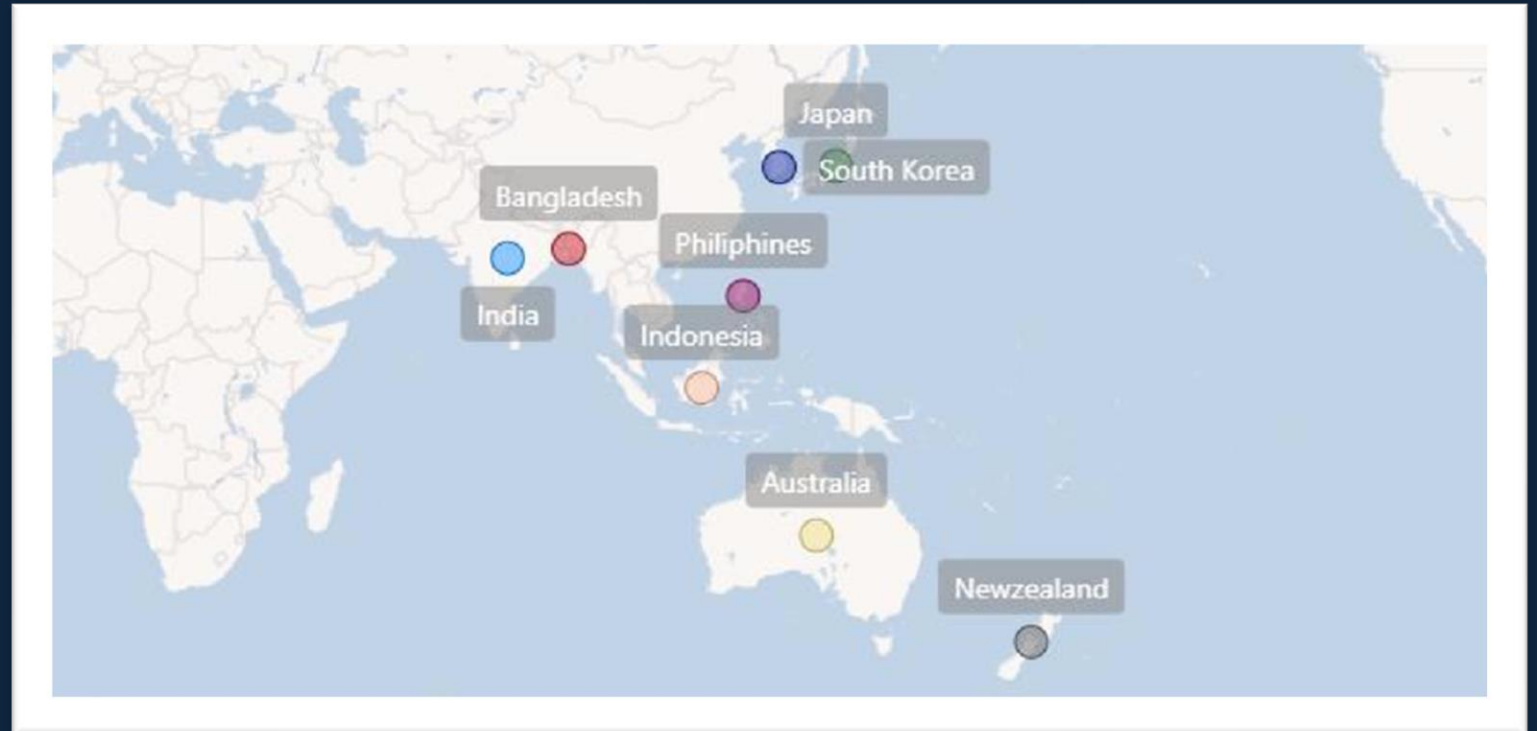 Japan
South Korea
Bangladesh
Philiphines
India
Indonesia
Australia
Newzealand